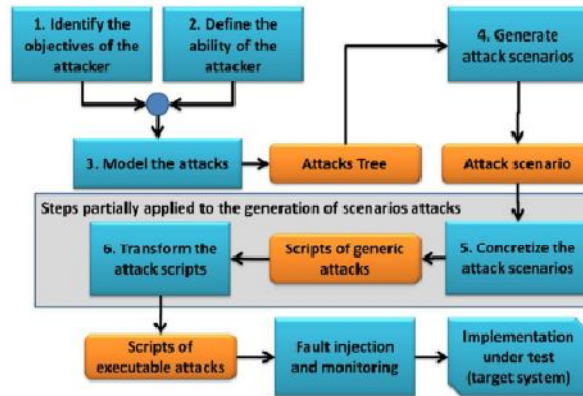 1. Identify the
objectives of the
attacker
2. Define the
ability of the
attacker
4. Generate
attack scenarios
3. Model the attacks
Attacks Tree
Attack scenario
Steps partially applied to the generation of scenarios attacks
6. Transform the
attack scripts
Scripts of generic
attacks
5. Concretize the
attack scenarios
Scripts of
executable attacks
Fault injection
and monitoring
Implementation
under test
(target system)